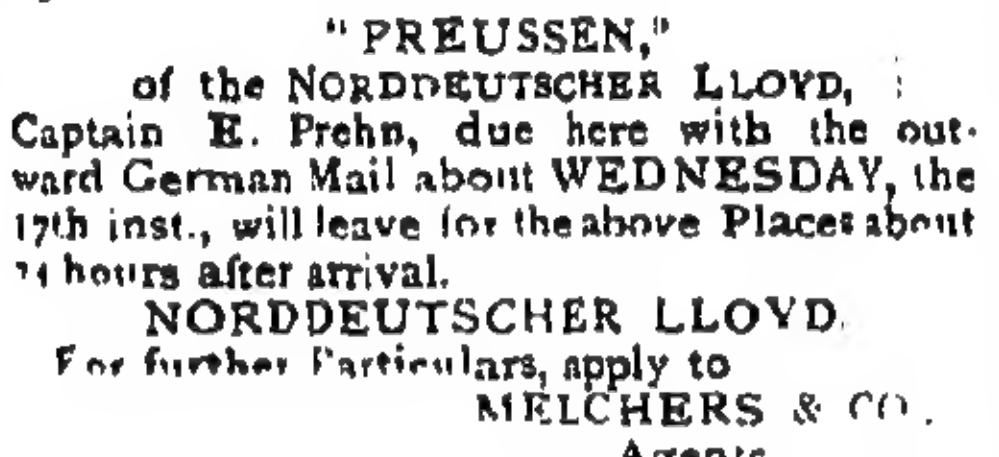 "PREUSSEN,"
of the NORDDEUTSCHER LLOYD,
Captain E. Prehn, due here with the out-
ward German Mail about WEDNESDAY, the
17th inst., will leave for the above Places about
24 hours after arrival.
NORDDEUTSCHER LLOYD.
For further Particulars, apply to
MELCHERS & CO.
Agents